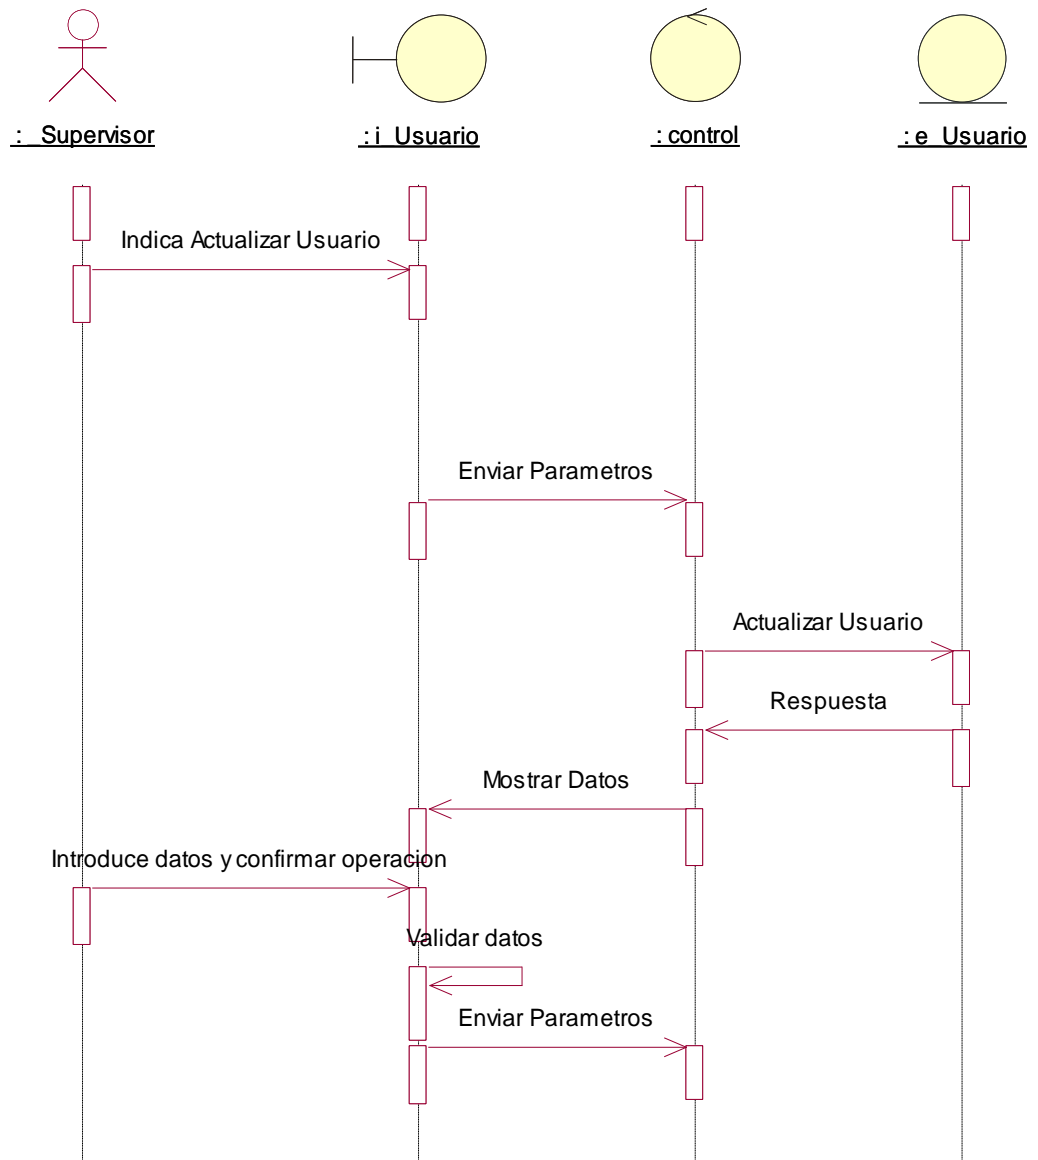 : _Supervisor
: i_Usuario
: control
: e_Usuario
Indica Actualizar Usuario
Enviar Parametros
Actualizar Usuario
Respuesta
Mostrar Datos
Introduce datos y confirmar operacion
Validar datos
Enviar Parametros